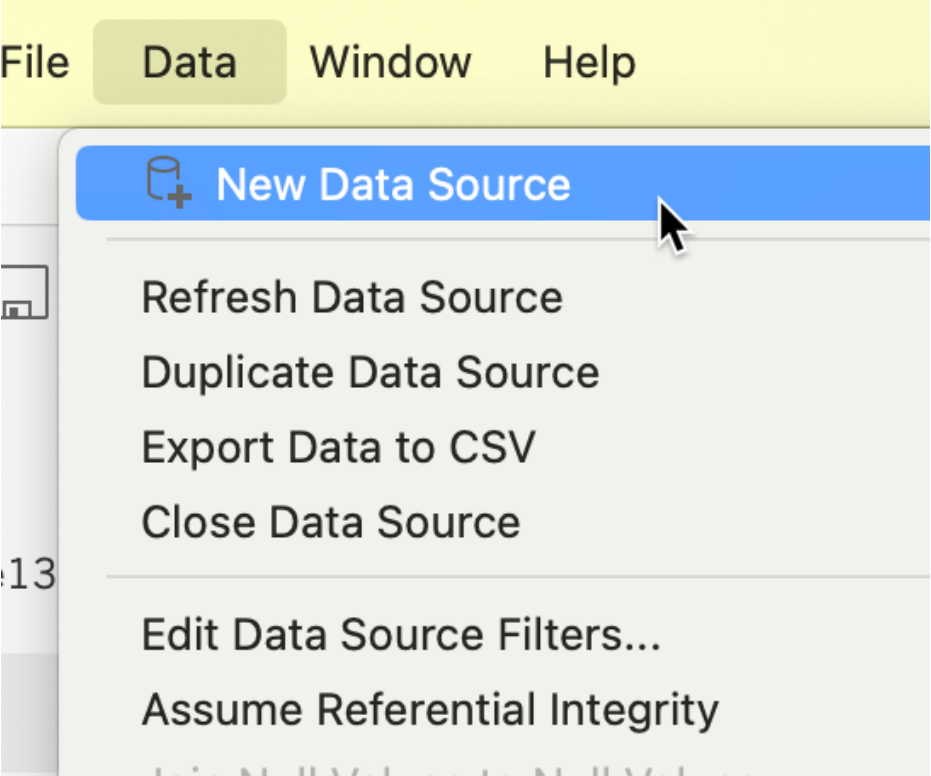 File Data Window Help
New Data Source
Refresh Data Source
Duplicate Data Source
Export Data to CSV
Close Data Source
e13
Edit Data Source Filters...
Assume Referential Integrity